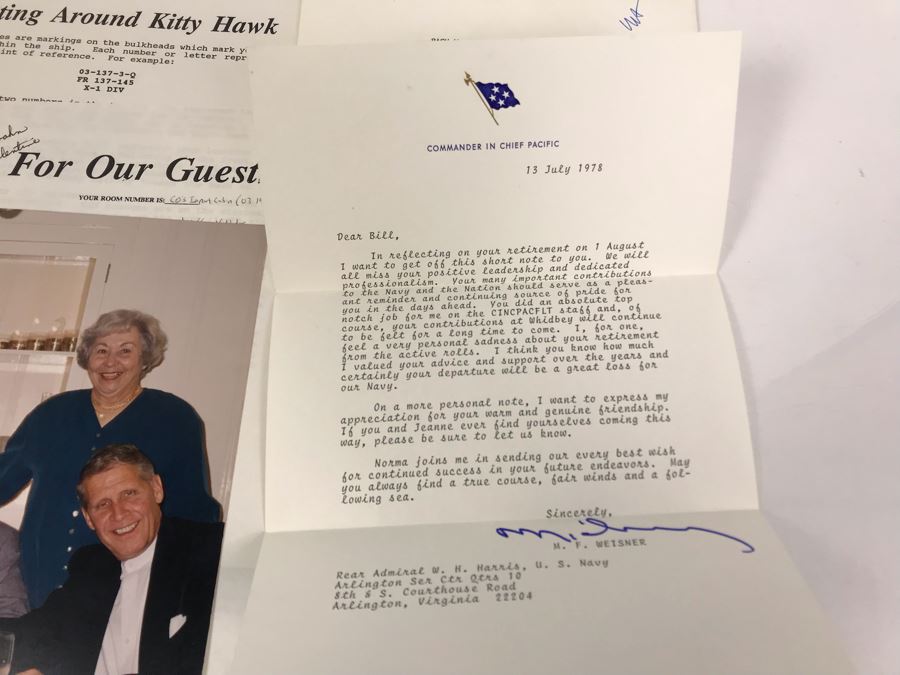 ting Around Kitty Hawk
es are markings on the bulkheads which mark
hin the ship. Each number or letter repr
int of reference. For example:
03-137-3-Q
FR 137-145
X-1 DIV
For Our Guest
YOUR ROOM NUMBER IS:
COMMANDER IN CHIEF PACIFIC
13 July 1978
Dear Bill,
In reflecting on your retirement on 1 August
I want to get off this short note to you. We will
all miss your positive leadership and dedicated
professionalism. Your many important contributions
to the Navy and the Nation should serve as a pleas-
ant reminder and continuing source of pride for
you in the days ahead. You did an absolute top
notch job for me on the CINCPACFLT staff and, of
course, your contributions at Whidbey will continue
to be felt for a long time to come. I, for one,
feel a very personal sadness about your retirement
from the active rolls. I think you know how much
I valued your advice and support over the years and
certainly your departure will be a great loss for
our Navy.
On a more personal note, I want to express my
appreciation for your warm and genuine friendship.
If you and Jeanne ever find yourselves coming this
way, please be sure to let us know.
Norma joins me in sending our every best wish
for continued success in your future endeavors. May
you always find a true course, fair winds and a fol-
lowing sea.
Sincerely,
M. F. WEISNER
Rear Admiral W. H. Harris, U. S. Navy
Arlington Ser Ctr Qtrs 10
8th & S. Courthouse Road
Arlington, Virginia 22204